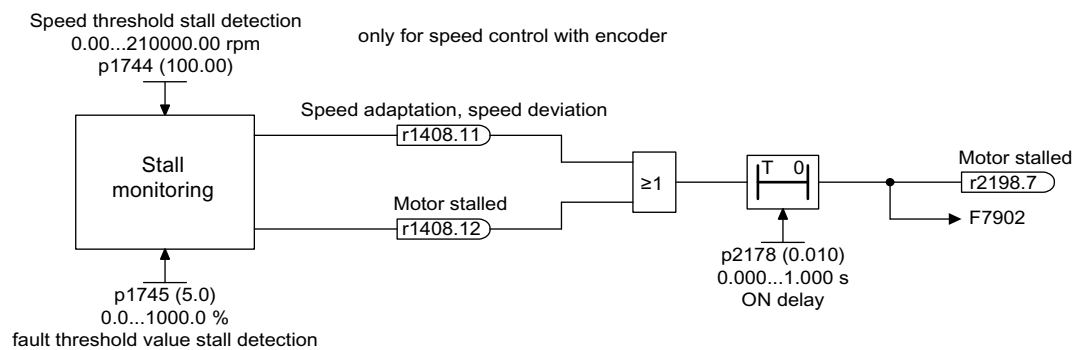 Speed threshold stall detection
0.00...210000.00 rpm
p1744 (100.00)
only for speed control with encoder
Speed adaptation, speed deviation
r1408.11
Stall
monitoring
Motor stalled
r1408.12
≥1
T 0
Motor stalled
r2198.7
F7902
p2178 (0.010)
0.000...1.000 s
ON delay
p1745 (5.0)
0.0...1000.0 %
fault threshold value stall detection